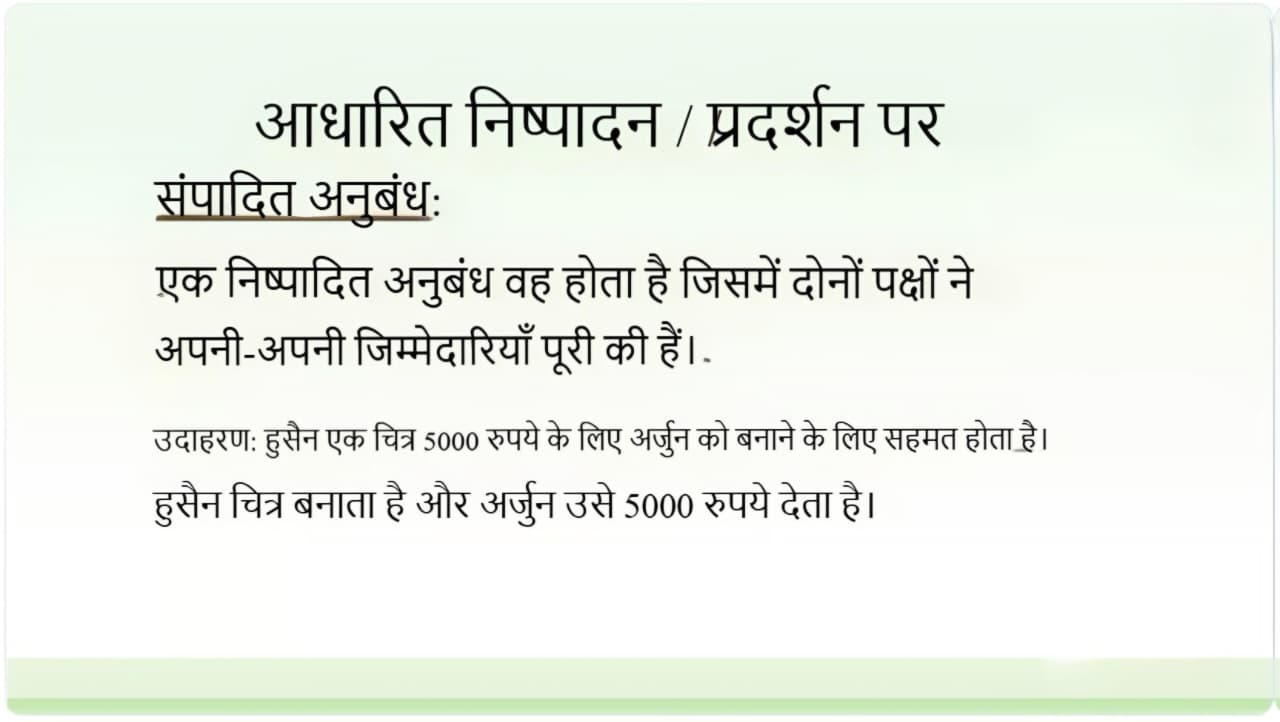 आधारित निष्पादन / प्रदर्शन पर
संपादित अनुबंध:
एक निष्पादित अनुबंध वह होता है जिसमें दोनों पक्षों ने
अपनी-अपनी जिम्मेदारियाँ पूरी की हैं।
उदाहरण: हुसैन एक चित्र 5000 रुपये के लिए अर्जुन को बनाने के लिए सहमत होता है।
हुसैन चित्र बनाता है और अर्जुन उसे 5000 रुपये देता है।